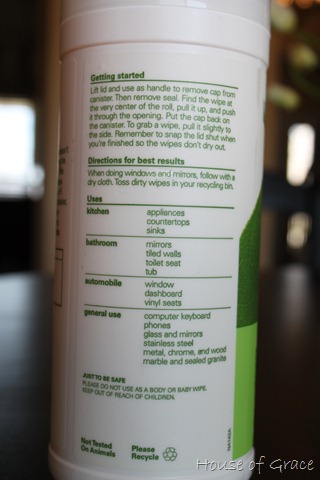 Getting started
Lift lid and use as handle to remove cap from
canister. Then remove seal. Find the wipe at
the very center of the roll, pull it up, and push
it through the opening. Put the cap back on
the canister. To grab a wipe, pull it slightly to
the side. Remember to snap the lid shut when
you're finished so the wipes don't dry out.
Directions for best results
When doing windows and mirrors, follow with a
dry cloth. Toss dirty wipes in your recycling bin.
Uses
kitchen appliances
countertops
sinks
bathroom mirrors
tiled walls
toilet seat
tub
automobile window
dashboard
vinyl seats
general use computer keyboard
phones
glass and mirrors
stainless steel
metal, chrome, and wood
marble and sealed granite
JUST TO BE SAFE
PLEASE DO NOT USE AS A BODY OR BABY WIPE.
KEEP OUT OF REACH OF CHILDREN.
Not Tested
On Animals
Please
Recycle
House of Grace